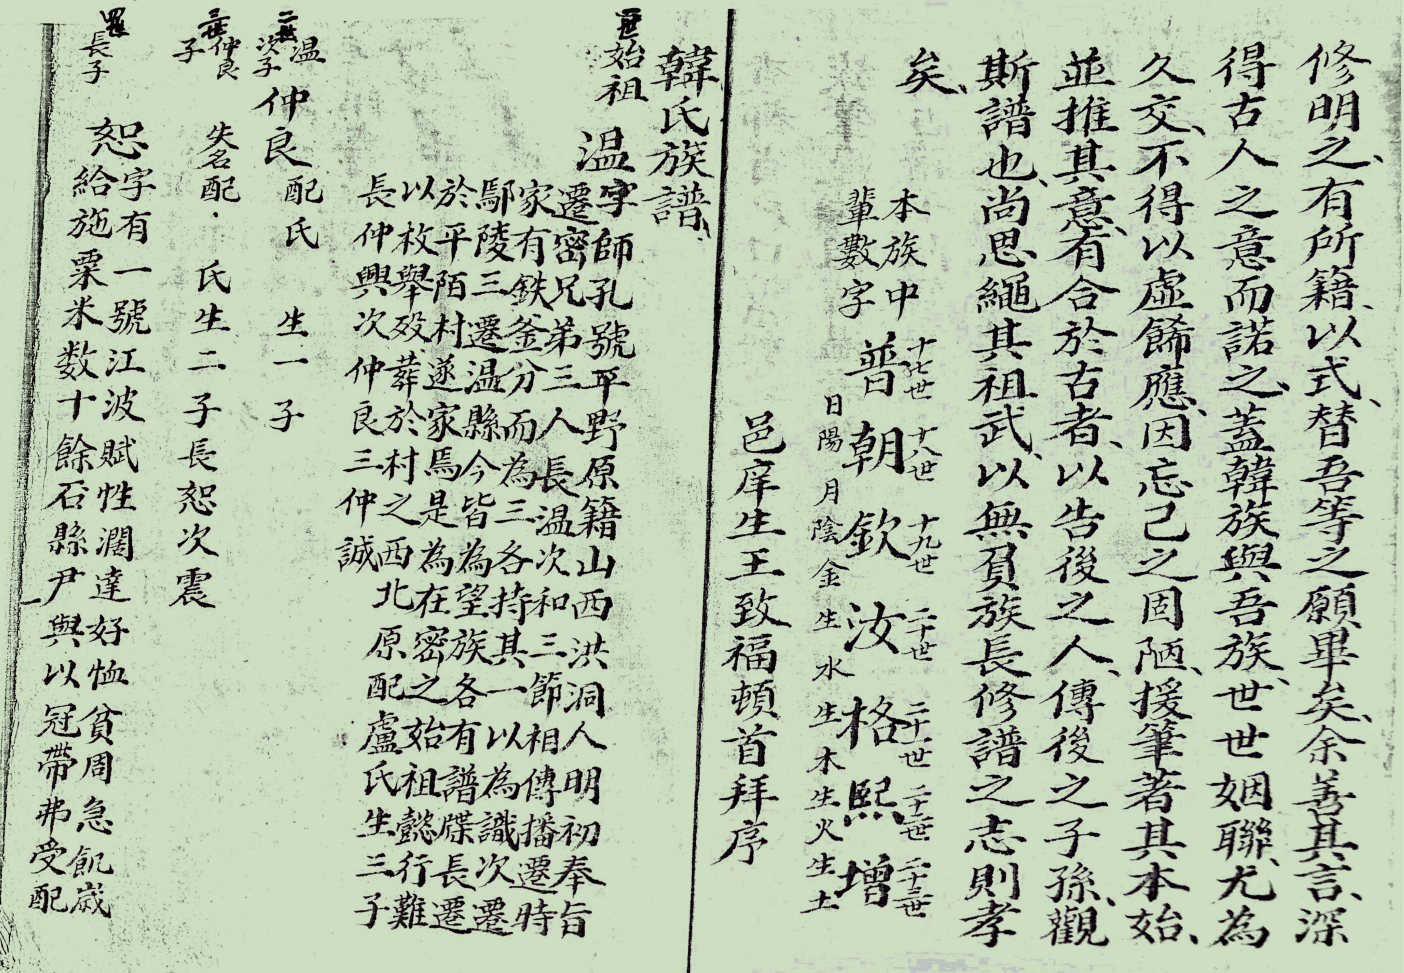 修明之、有所籍、以式、替吾等之願畢矣、余善其言、深
得古人之意而諾之、蓋韓族與吾族、世世姻聯、尤為
久交、不得以虛餙應、因忘己之固陋、援筆著其本始、
並推其意、有合於古者、以告後之人、傳後之子孫、觀
斯譜也、尚思繩其祖武、以無負族長修譜之志則孝
矣、
本族中
輩數字
十七世 十八世 十九世 二十世 二十一世 二十二世 二十三世
普 朝 欽 汝 格 熙 增
日陽 月陰 金生水生木生火生土
邑庠生王致福頓首拜序
韓氏族譜、
一世
始祖
温
字師孔號平野原籍山西洪洞人明初奉旨
遷密兄弟三人長温次和三節相傳播遷時
家有鉄釜分而為三各持其一以為識次遷
鄢陵三遷温縣今皆為望族各有譜牒長遷
於平陌村遂家焉是為在密之始祖懿行難
以枚舉殁葬於村之西北原配盧氏生三子
長仲興次仲良三仲誠
二世
温
次子
仲良
配 氏 生一子
三世
仲良
子
失名配·氏生二子長恕次震
四世
長子
恕
字有一號江波賦性濶達好恤貧周急飢歲
給施粟米数十餘石縣尹與以冠帶弗受配